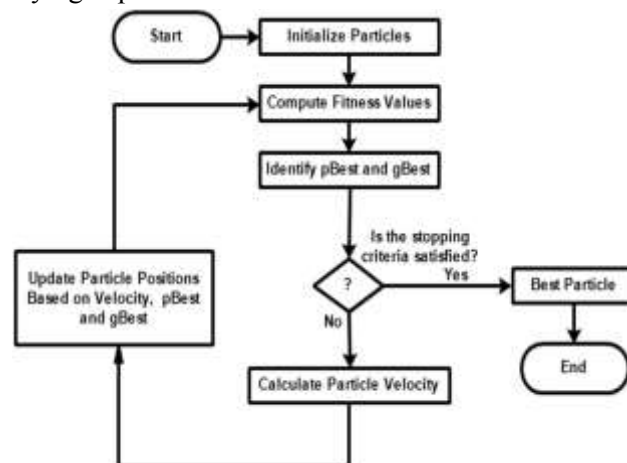 Start
Initialize Particles
Compute Fitness Values
Identify pBest and gBest
Is the stopping
criteria satisfied?
Yes
?
No
Best Particle
End
Calculate Particle Velocity
Update Particle Positions
Based on Velocity, pBest
and gBest